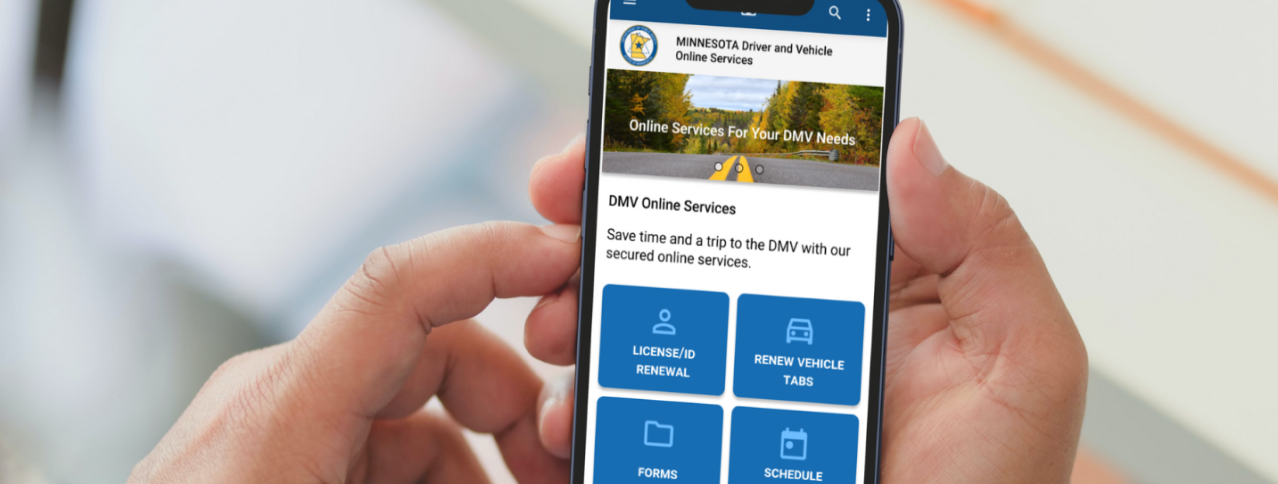 MINNESOTA Driver and Vehicle
Online Services
Online Services For Your DMV Needs
DMV Online Services
Save time and a trip to the DMV with our
secured online services.
LICENSE/ID
RENEWAL
RENEW VEHICLE
TABS
FORMS
SCHEDULE